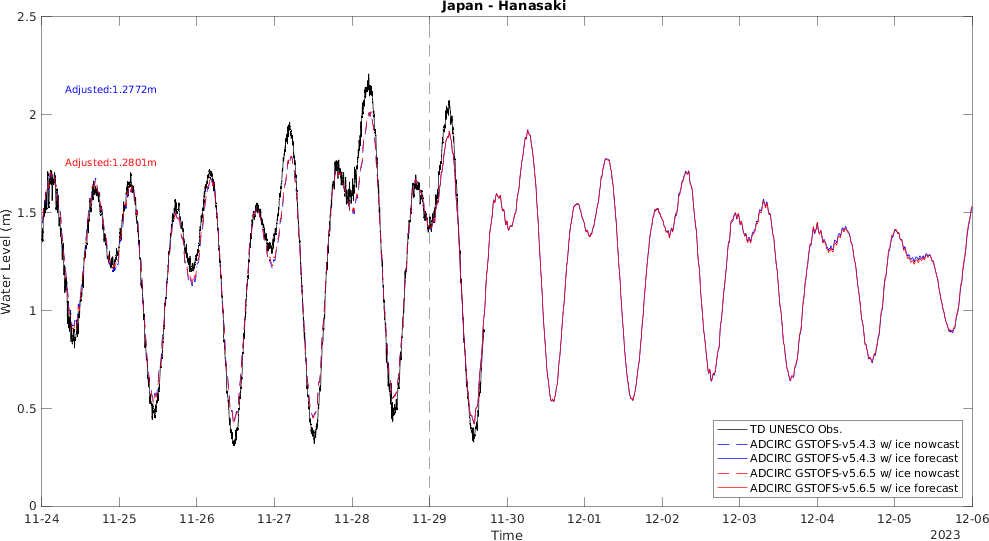 Japan - Hanasaki
2.5
2
1.5
1
0.5
0
Water Level (m)
Adjusted:1.2772m
Adjusted:1.2801m
TD UNESCO Obs.
ADCIRC GSTOFS-v5.4.3 w/ ice nowcast
ADCIRC GSTOFS-v5.4.3 w/ ice forecast
ADCIRC GSTOFS-v5.6.5 w/ ice nowcast
ADCIRC GSTOFS-v5.6.5 w/ ice forecast
11-24 11-25 11-26 11-27 11-28 11-29 11-30 12-01 12-02 12-03 12-04 12-05 12-06
Time
2023